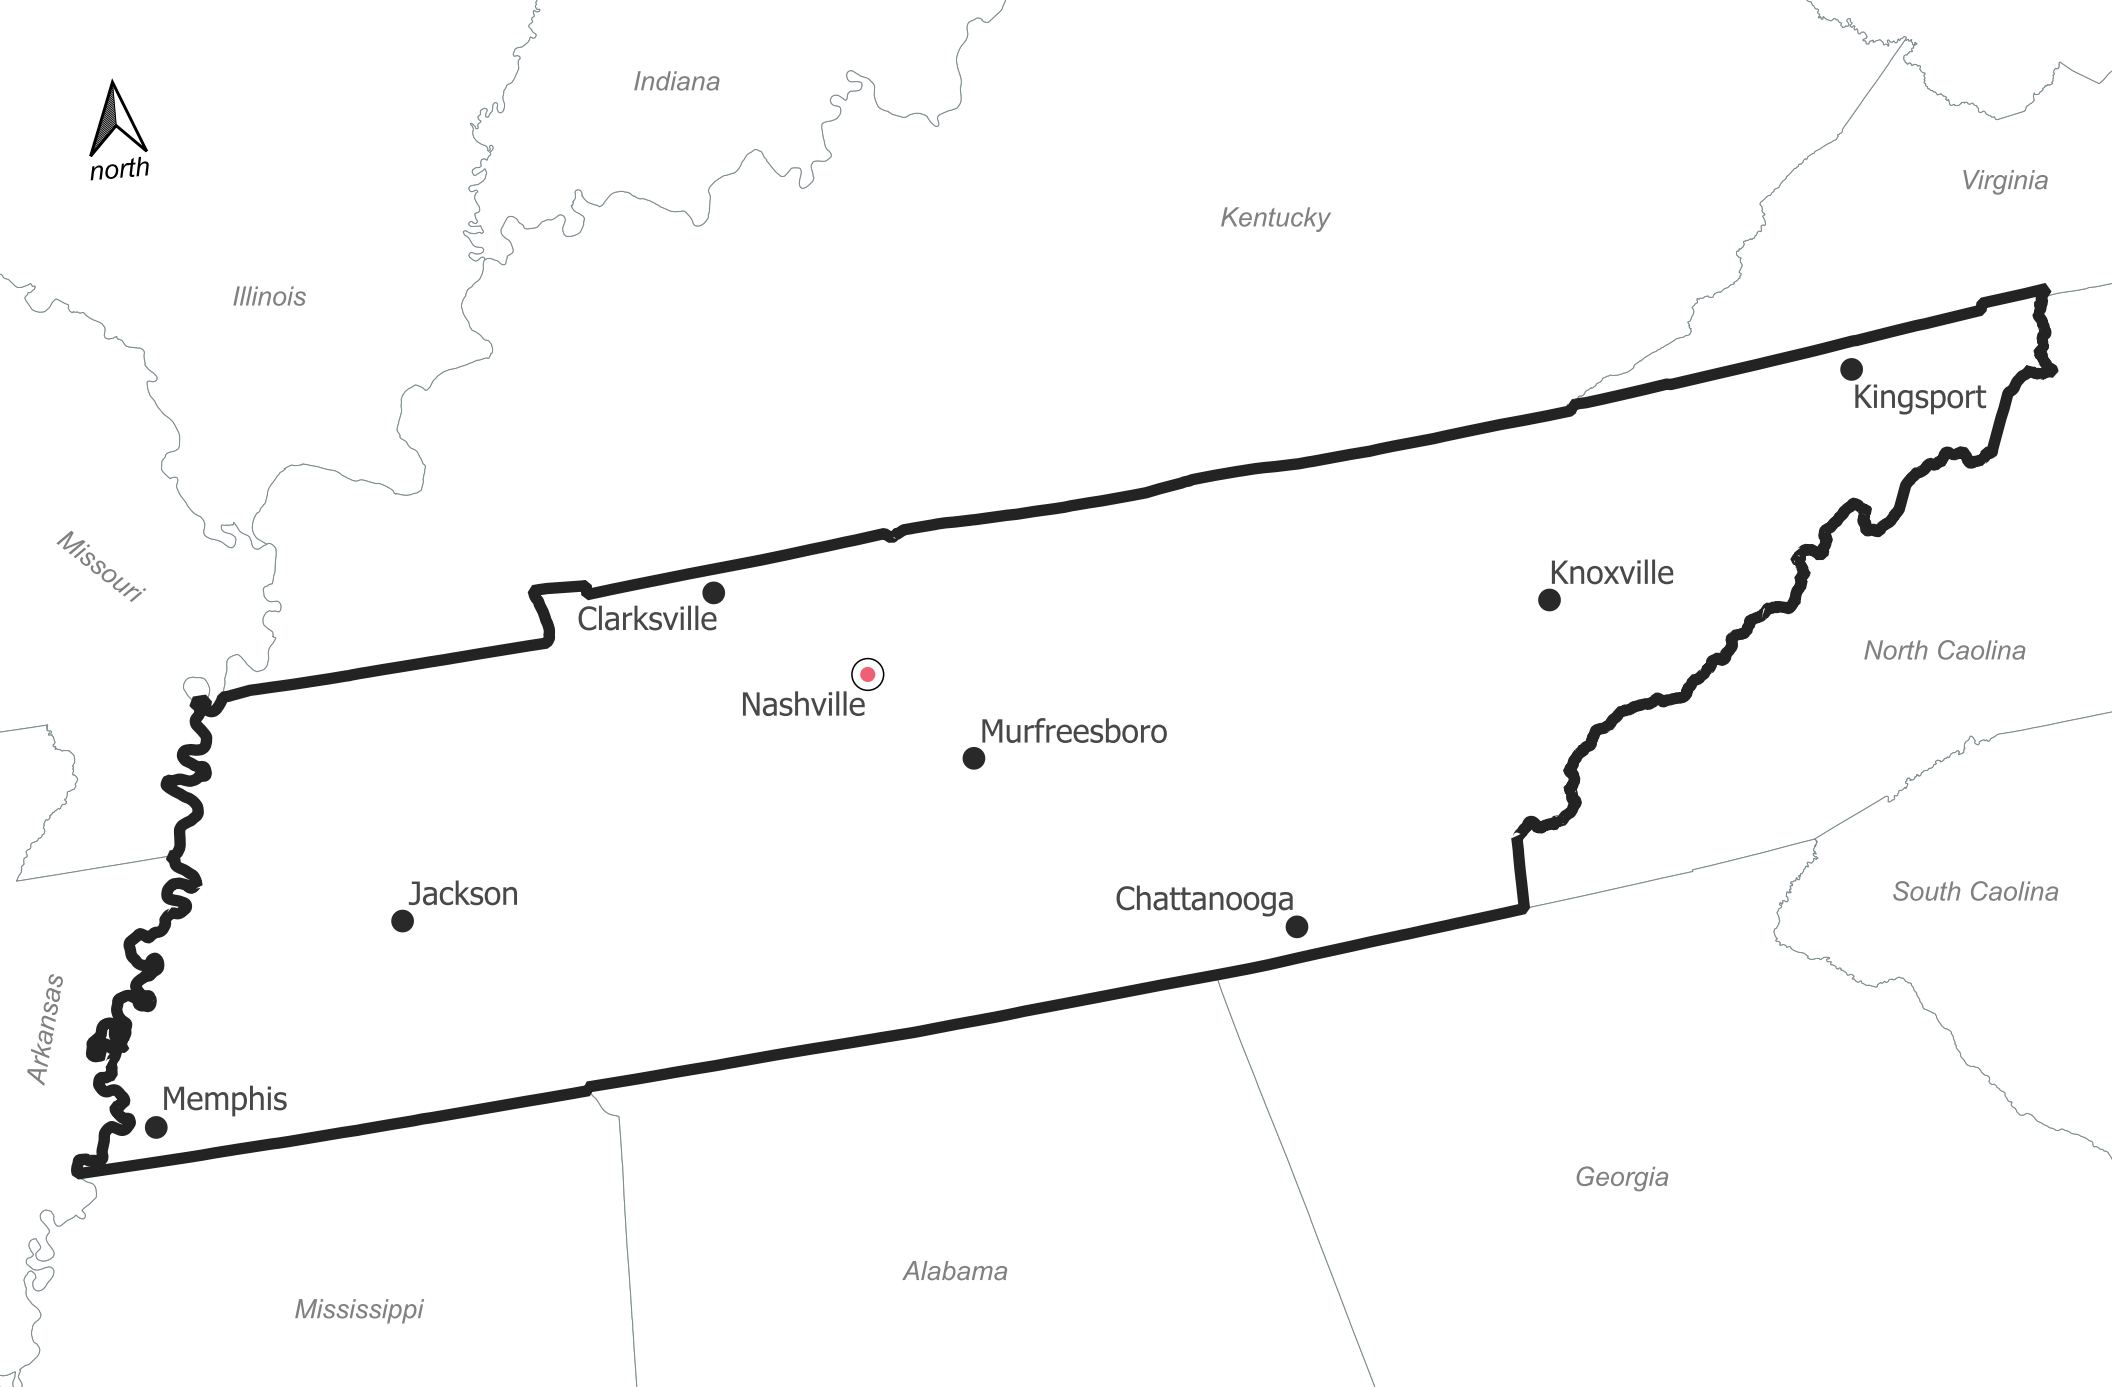 Indiana
north
Virginia
Kentucky
Illinois
Kingsport
Missouri
Knoxville
Clarksville
North Caolina
Nashville
Murfreesboro
Jackson
Chattanooga
South Caolina
Arkansas
Memphis
Georgia
Alabama
Mississippi